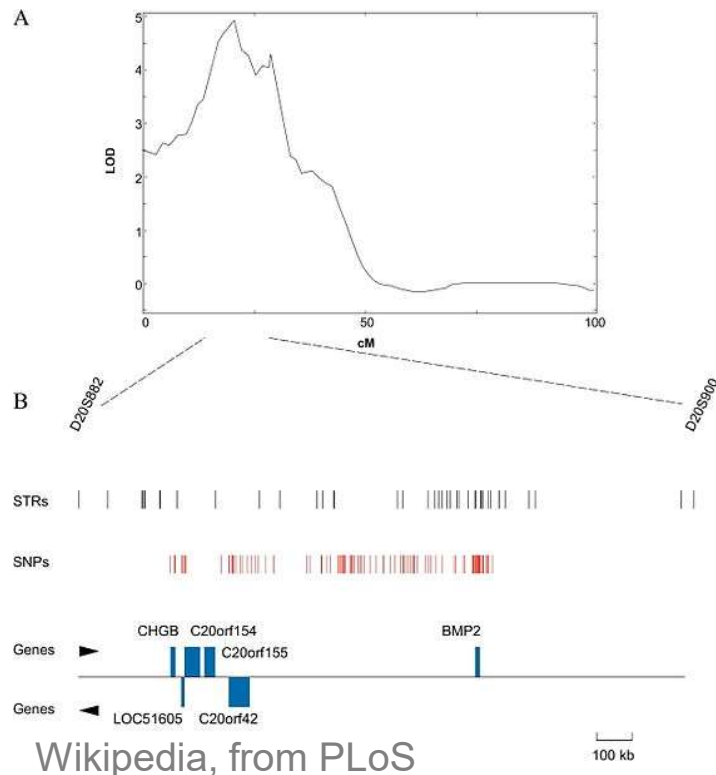 A
5
4
3
2
1
0
LOD
0 50 100
cM
D20S882
D20S900
B
STRs
SNPs
CHGB C20orf154 BMP2
Genes
C20orf155
Genes
LOC51605 C20orf42
100 kb
Wikipedia, from PLoS